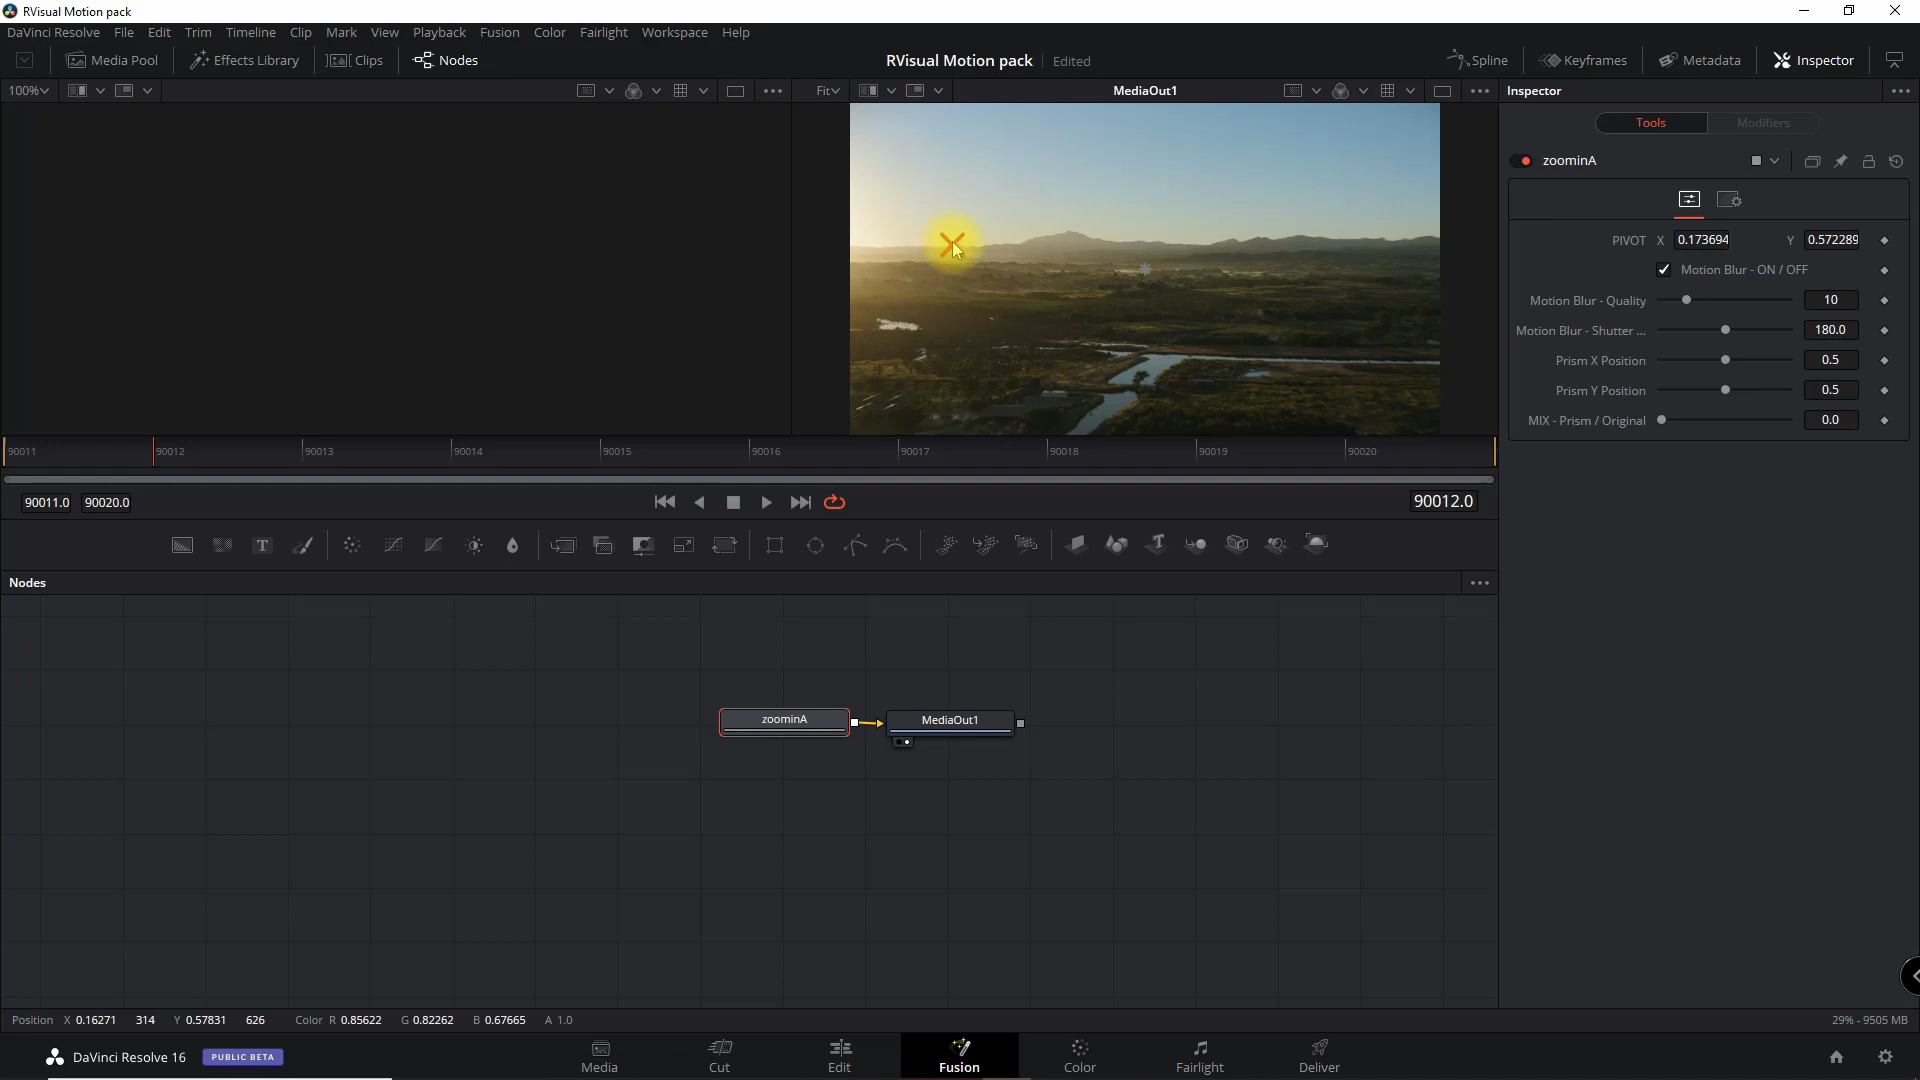 RVisual Motion pack
DaVinci Resolve File Edit Trim Timeline Clip Mark View Playback Fusion Color Fairlight Workspace Help
Media Pool Effects Library Clips Nodes RVisual Motion pack Edited Spline Keyframes Metadata Inspector
100% Fit MediaOut1 Inspector
Tools Modifiers
zoominA
PIVOT X 0.173694 Y 0.572289
Motion Blur - ON / OFF
Motion Blur - Quality 10
Motion Blur - Shutter ... 180.0
Prism X Position 0.5
Prism Y Position 0.5
MIX - Prism / Original 0.0
90011 90012 90013 90014 90015 90016 90017 90018 90019 90020
90011.0 90020.0 90012.0
Nodes
zoominA MediaOut1
Position X 0.16271 314 Y 0.57831 626 Color R 0.85622 G 0.82262 B 0.67665 A 1.0 29% - 9505 MB
DaVinci Resolve 16 PUBLIC BETA Media Cut Edit Fusion Color Fairlight Deliver